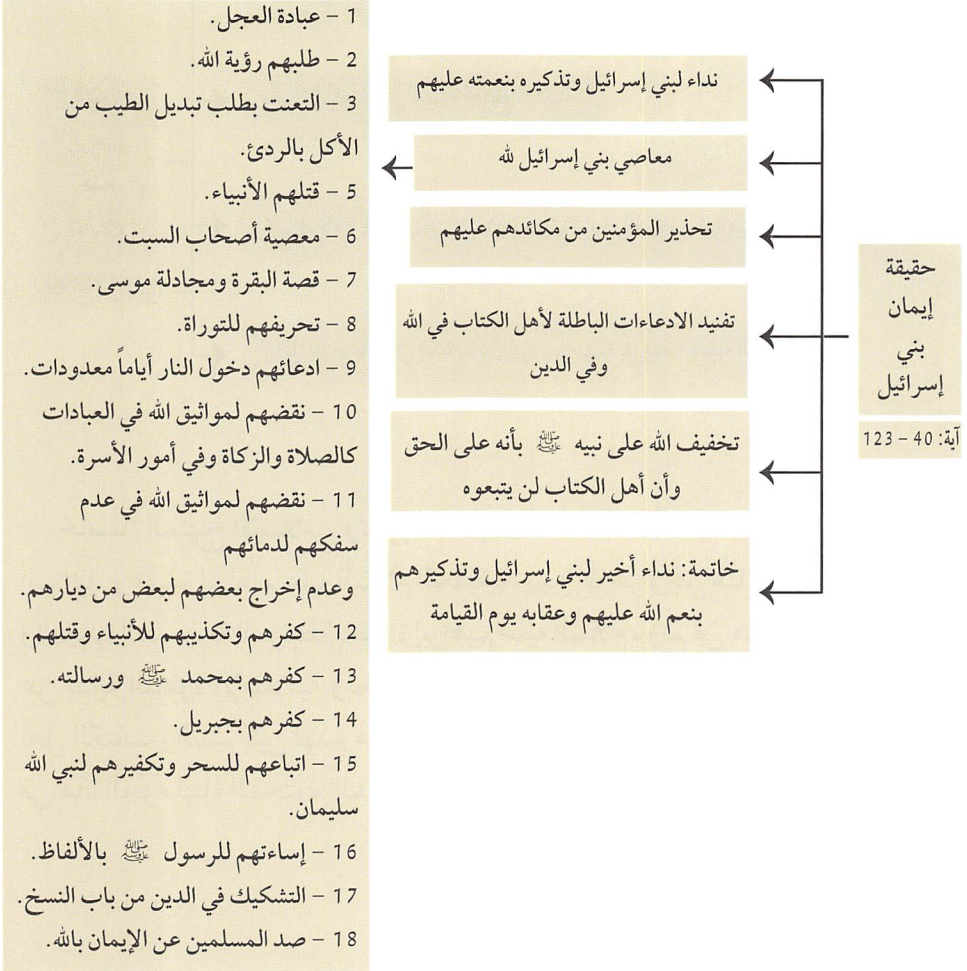 حقيقة
إيمان
بني
إسرائيل
آية: 40 – 123
نداء لبني إسرائيل وتذكيره بنعمته عليهم
معاصي بني إسرائيل لله
تحذير المؤمنين من مكائدهم عليهم
تفنيد الادعاءات الباطلة لأهل الكتاب في الله
وفي الدين
تخفيف الله على نبيه ﷺ بأنه على الحق
وأن أهل الكتاب لن يتبعوه
خاتمة: نداء أخير لبني إسرائيل وتذكيرهم
بنعم الله عليهم وعقابه يوم القيامة
1 – عبادة العجل.
2 – طلبهم رؤية الله.
3 – التعنت بطلب تبديل الطيب من
الأكل بالردئ.
5 – قتلهم الأنبياء.
6 – معصية أصحاب السبت.
7 – قصة البقرة ومجادلة موسى.
8 – تحريفهم للتوراة.
9 – ادعائهم دخول النار أياماً معدودات.
10 – نقضهم لمواثيق الله في العبادات
كالصلاة والزكاة وفي أمور الأسرة.
11 – نقضهم لمواثيق الله في عدم
سفكهم لدمائهم
وعدم إخراج بعضهم لبعض من ديارهم.
12 – كفرهم وتكذيبهم للأنبياء وقتلهم.
13 – كفرهم بمحمد ﷺ ورسالته.
14 – كفرهم بجبريل.
15 – اتباعهم للسحر وتكفيرهم لنبي الله
سليمان.
16 – إساءتهم للرسول ﷺ بالألفاظ.
17 – التشكيك في الدين من باب النسخ.
18 – صد المسلمين عن الإيمان بالله.